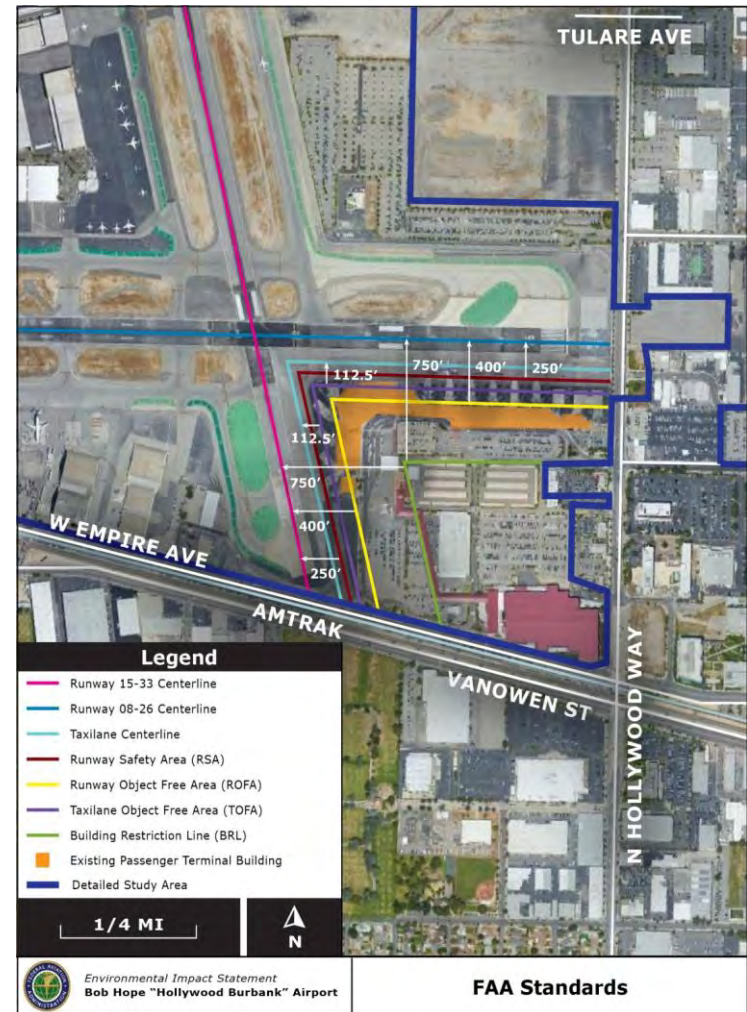 TULARE AVE
750’
400’
250’
112.5’
112.5’
750’
400’
250’
W EMPIRE AVE
AMTRAK
VANOWEN ST
N HOLLYWOOD WAY
Legend
Runway 15-33 Centerline
Runway 08-26 Centerline
Taxilane Centerline
Runway Safety Area (RSA)
Runway Object Free Area (ROFA)
Taxilane Object Free Area (TOFA)
Building Restriction Line (BRL)
Existing Passenger Terminal Building
Detailed Study Area
1/4 MI
N
Environmental Impact Statement
Bob Hope “Hollywood Burbank” Airport
FAA Standards